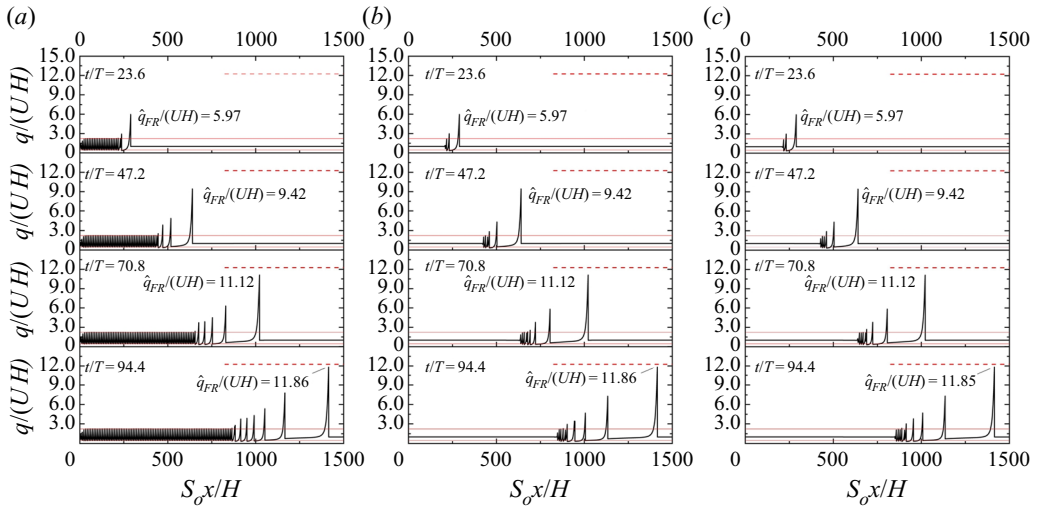 (a) (b) (c)
0 500 1000 1500 0 500 1000 1500 0 500 1000 1500
15.0
12.0
9.0
6.0
3.0
0
q/(UH)
t/T = 23.6
q̂FR/(UH) = 5.97
t/T = 23.6
q̂FR/(UH) = 5.97
t/T = 23.6
q̂FR/(UH) = 5.97
12.0
9.0
6.0
3.0
0
q/(UH)
t/T = 47.2
q̂FR/(UH) = 9.42
t/T = 47.2
q̂FR/(UH) = 9.42
t/T = 47.2
q̂FR/(UH) = 9.42
12.0
9.0
6.0
3.0
0
q/(UH)
t/T = 70.8
q̂FR/(UH) = 11.12
t/T = 70.8
q̂FR/(UH) = 11.12
t/T = 70.8
q̂FR/(UH) = 11.12
12.0
9.0
6.0
3.0
q/(UH)
t/T = 94.4
q̂FR/(UH) = 11.86
t/T = 94.4
q̂FR/(UH) = 11.86
t/T = 94.4
q̂FR/(UH) = 11.85
0 500 1000 1500 0 500 1000 1500 0 500 1000 1500
Sox/H Sox/H Sox/H